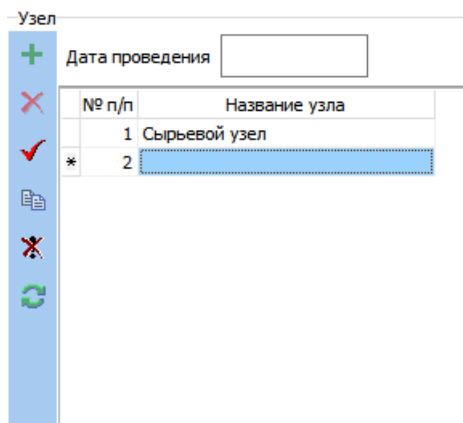 Узел
Дата проведения
№ п/п Название узла
1 Сырьевой узел
* 2